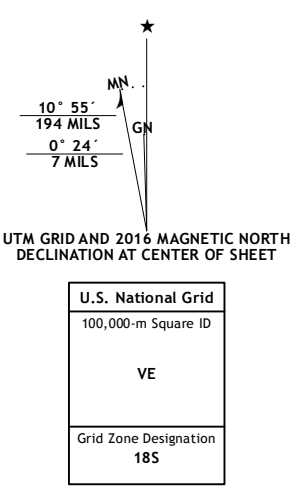 ★
MN
10° 55´
194 MILS
GN
0° 24´
7 MILS
UTM GRID AND 2016 MAGNETIC NORTH
DECLINATION AT CENTER OF SHEET
U.S. National Grid
100,000-m Square ID
VE
Grid Zone Designation
18S